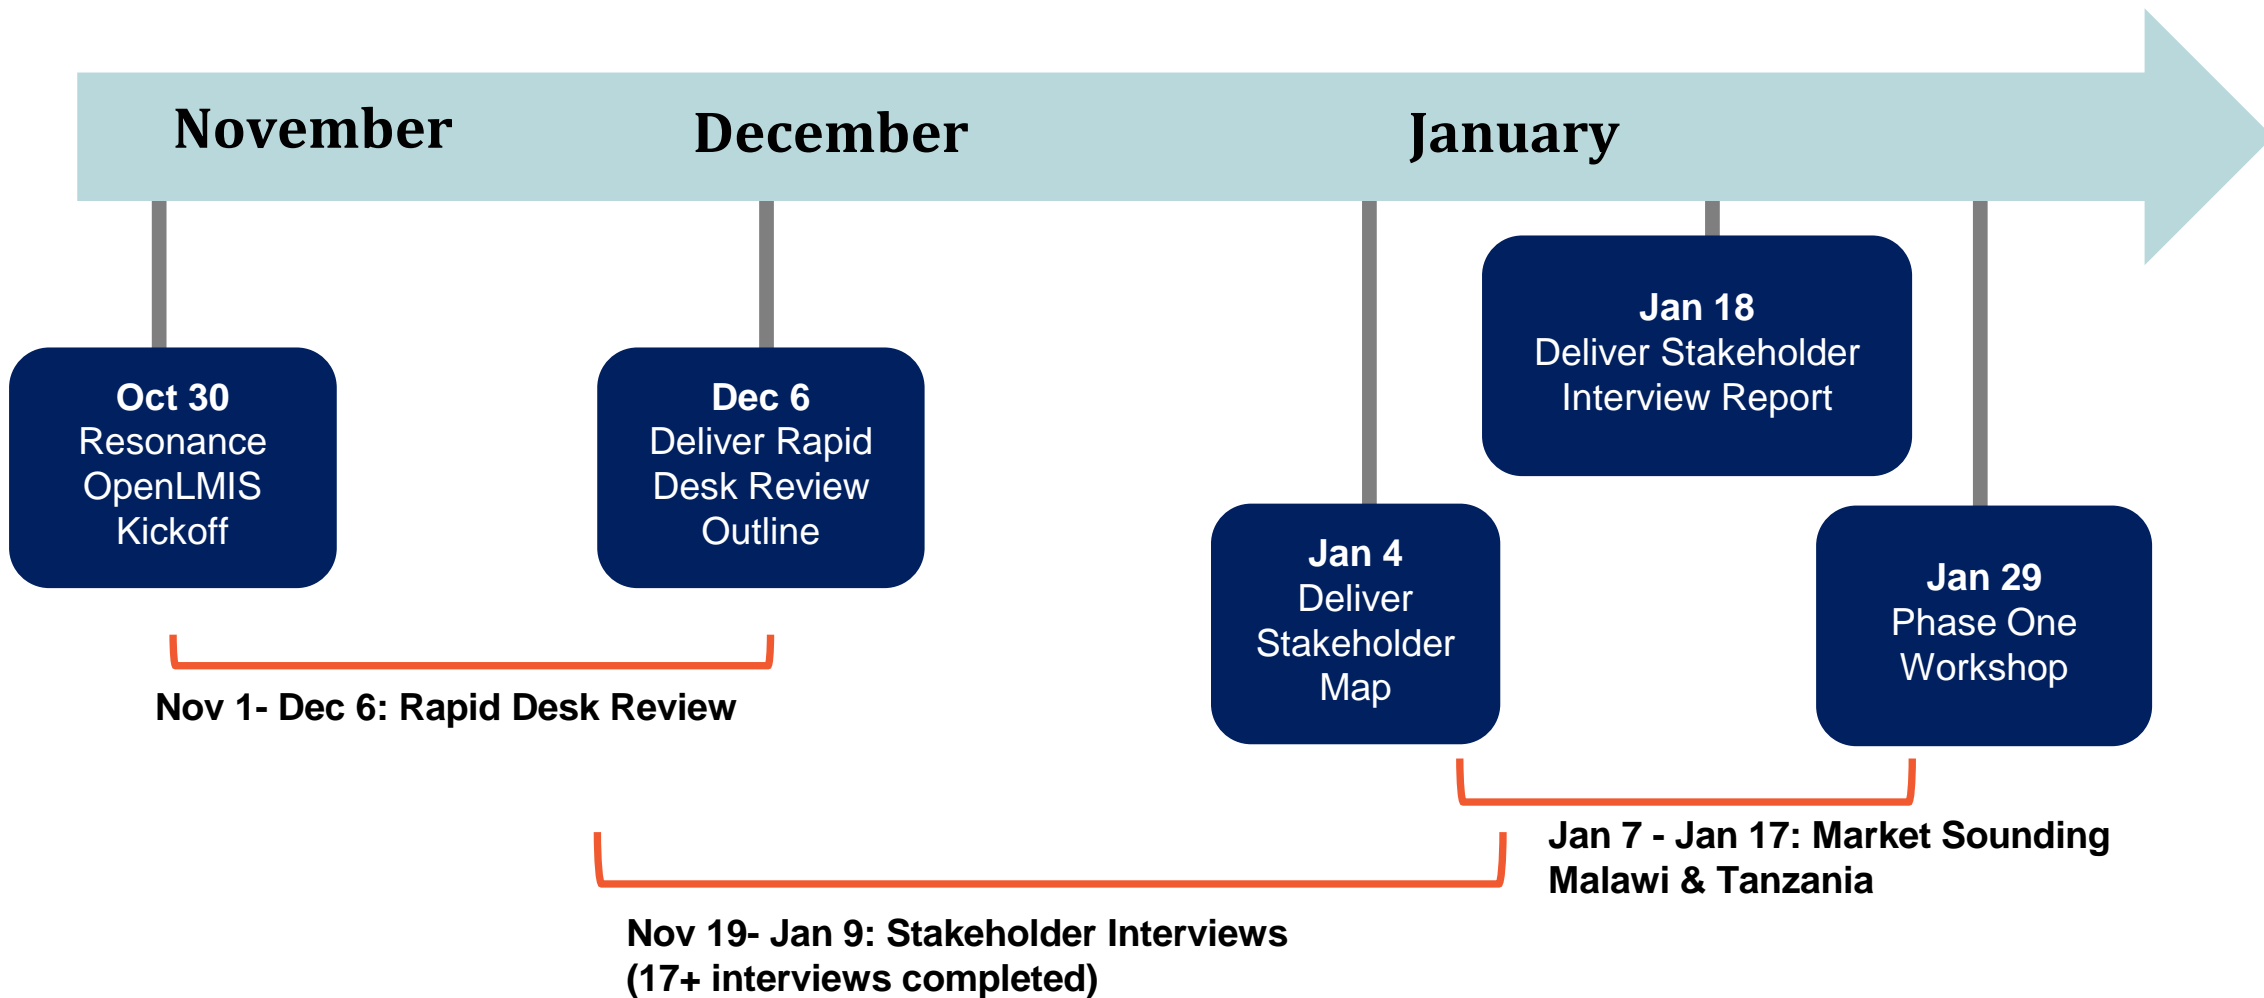 November
December
January
Oct 30
Resonance
OpenLMIS
Kickoff
Dec 6
Deliver Rapid
Desk Review
Outline
Jan 4
Deliver
Stakeholder
Map
Jan 18
Deliver Stakeholder
Interview Report
Jan 29
Phase One
Workshop
Nov 1- Dec 6: Rapid Desk Review
Jan 7 - Jan 17: Market Sounding
Malawi & Tanzania
Nov 19- Jan 9: Stakeholder Interviews
(17+ interviews completed)